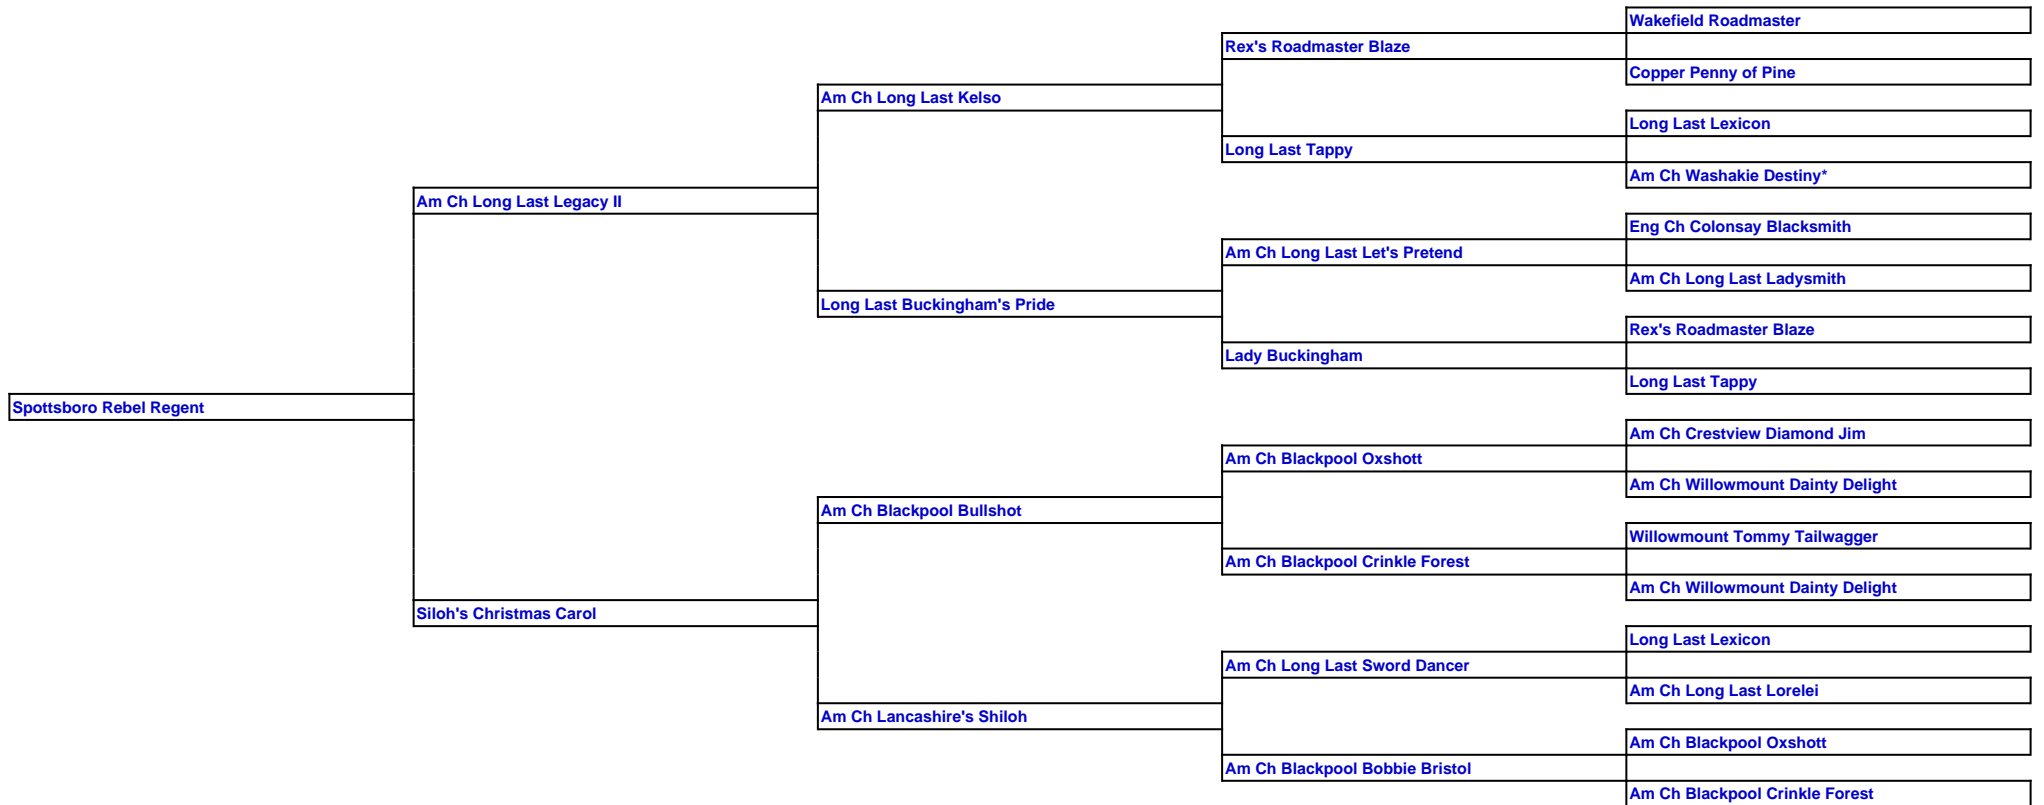 Wakefield Roadmaster
Rex's Roadmaster Blaze
Copper Penny of Pine
Am Ch Long Last Kelso
Long Last Lexicon
Long Last Tappy
Am Ch Washakie Destiny*
Am Ch Long Last Legacy II
Eng Ch Colonsay Blacksmith
Am Ch Long Last Let's Pretend
Am Ch Long Last Ladysmith
Long Last Buckingham's Pride
Rex's Roadmaster Blaze
Lady Buckingham
Long Last Tappy
Spottsboro Rebel Regent
Am Ch Crestview Diamond Jim
Am Ch Blackpool Oxshott
Am Ch Willowmount Dainty Delight
Am Ch Blackpool Bullshot
Willowmount Tommy Tailwagger
Am Ch Blackpool Crinkle Forest
Am Ch Willowmount Dainty Delight
Siloh's Christmas Carol
Long Last Lexicon
Am Ch Long Last Sword Dancer
Am Ch Long Last Lorelei
Am Ch Lancashire's Shiloh
Am Ch Blackpool Oxshott
Am Ch Blackpool Bobbie Bristol
Am Ch Blackpool Crinkle Forest